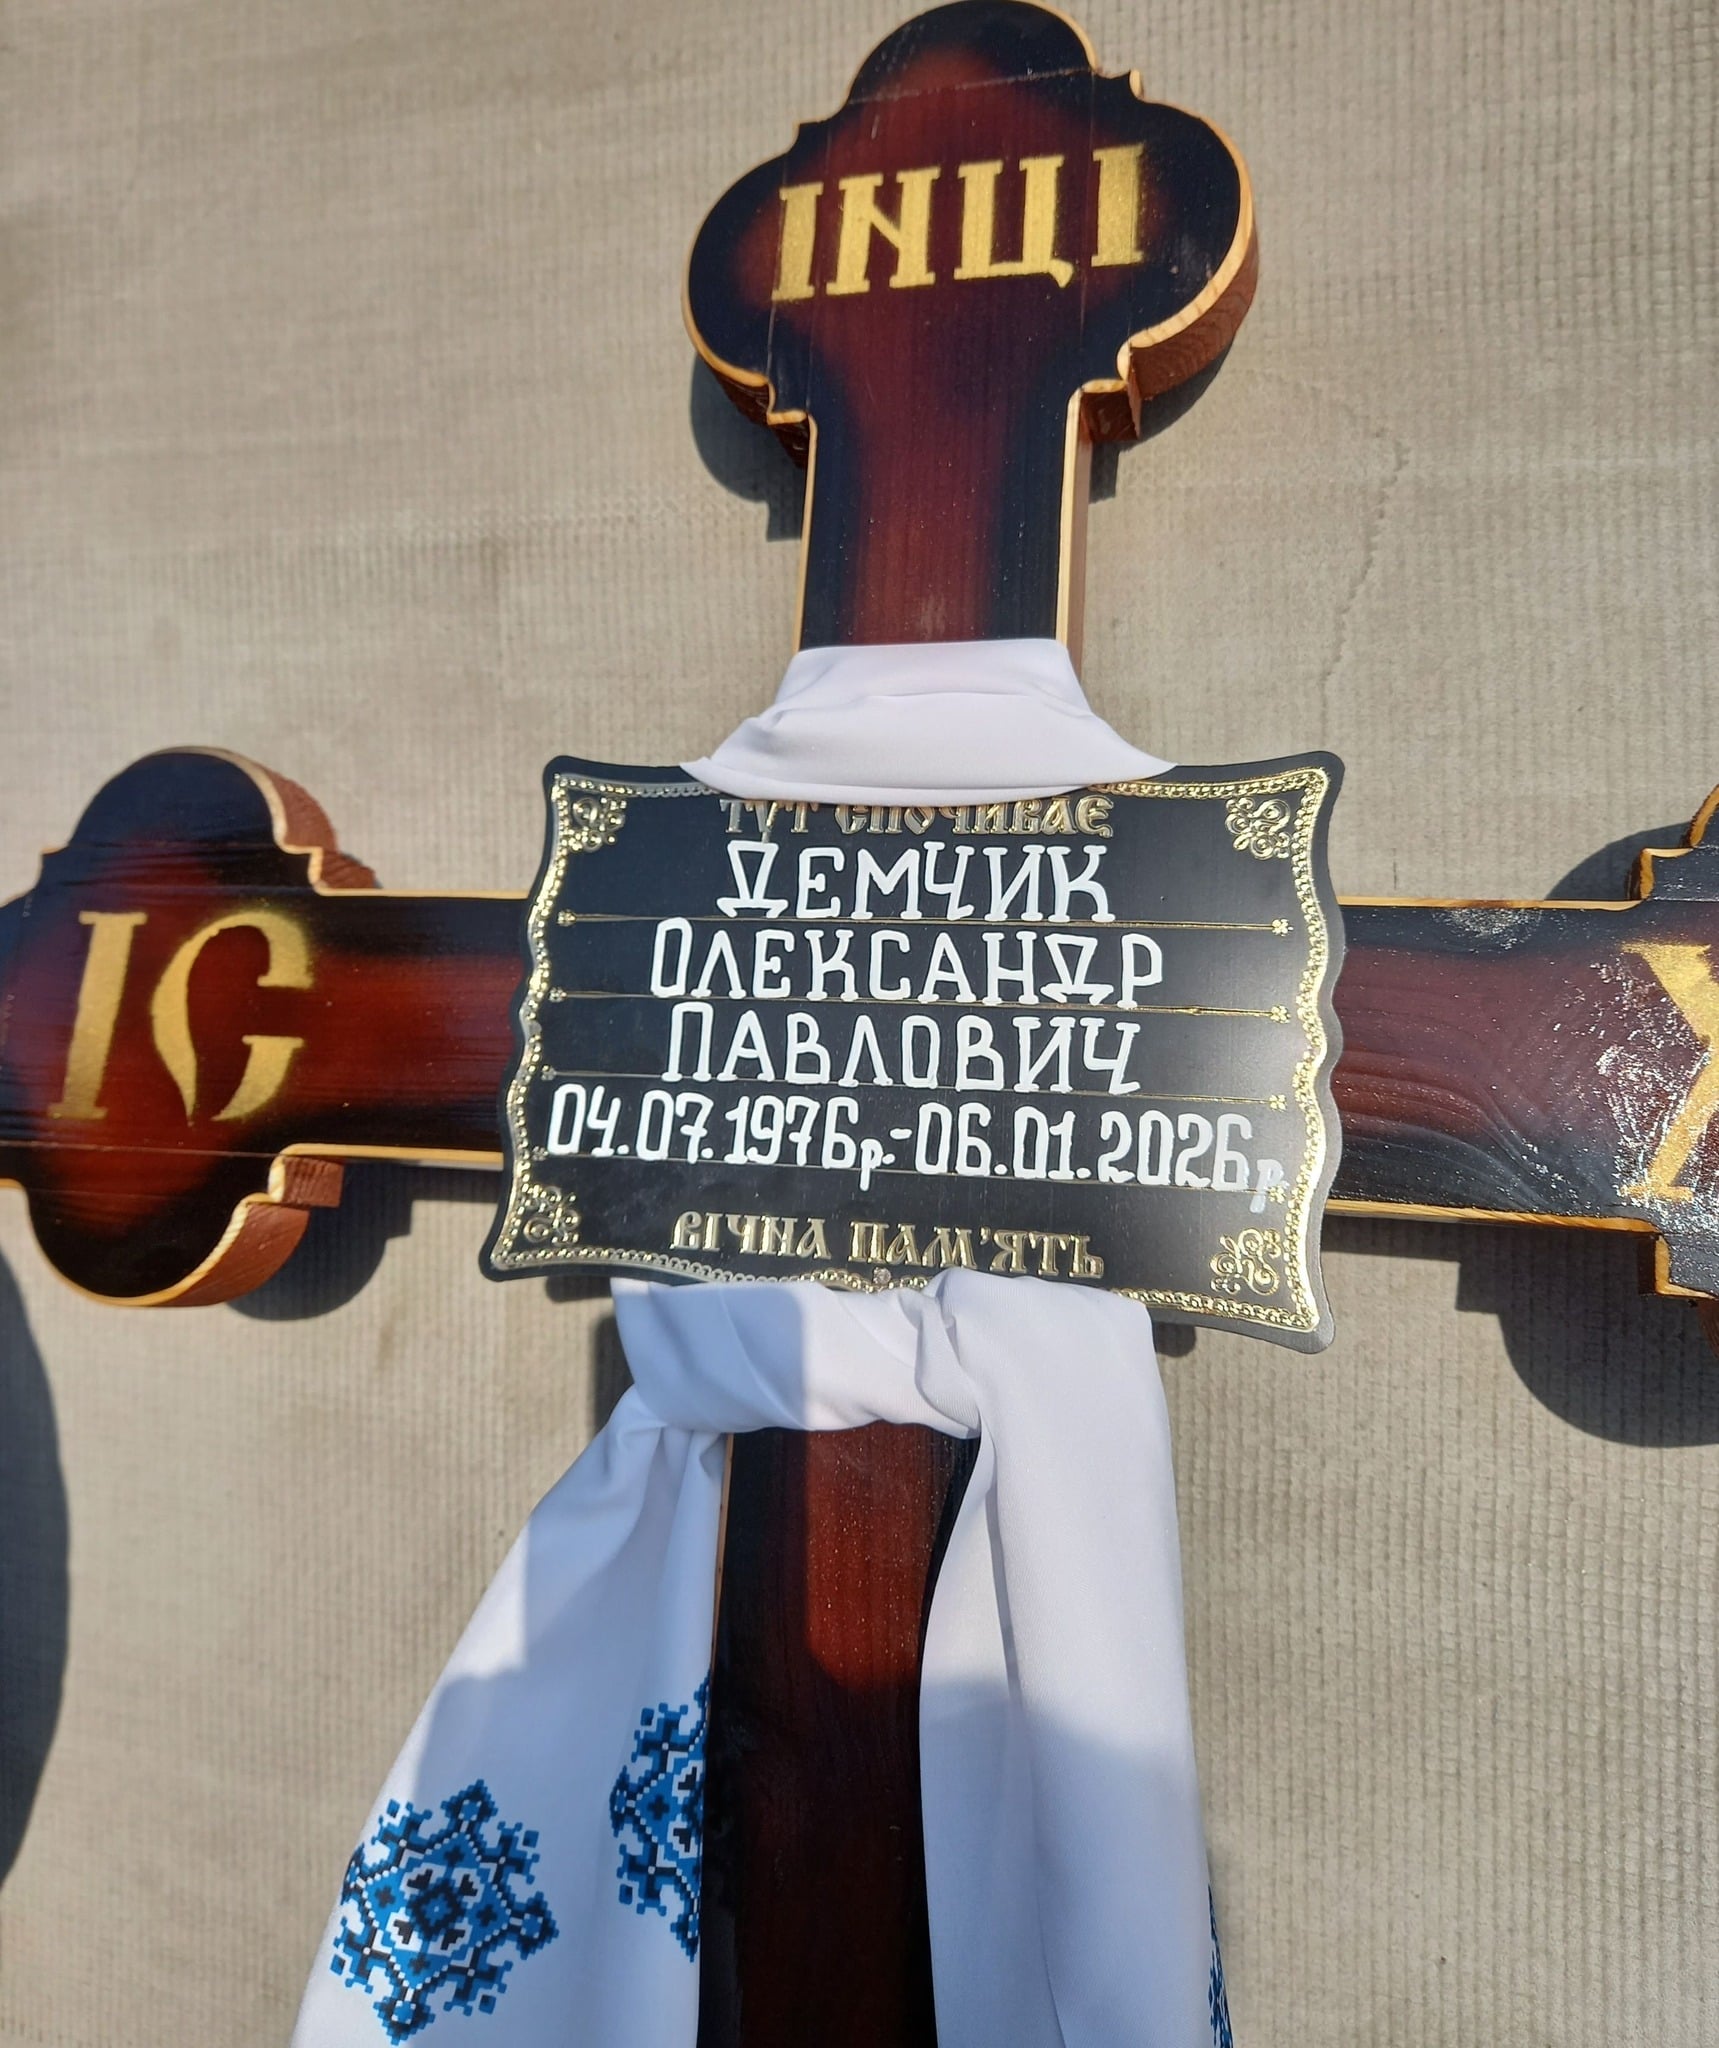 ІНЦІ
ІС
Х
ТУТ СПОЧИВАЄ
ДЕМЧИК
ОЛЕКСАНДР
ПАВЛОВИЧ
04.07.1976р.-06.01.2026р.
ВІЧНА ПАМ'ЯТЬ